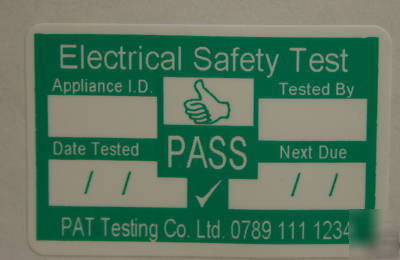 Electrical Safety Test
Appliance I.D.
Tested By
Date Tested
PASS
Next Due
/ /
/ /
PAT Testing Co. Ltd. 0789 111 1234